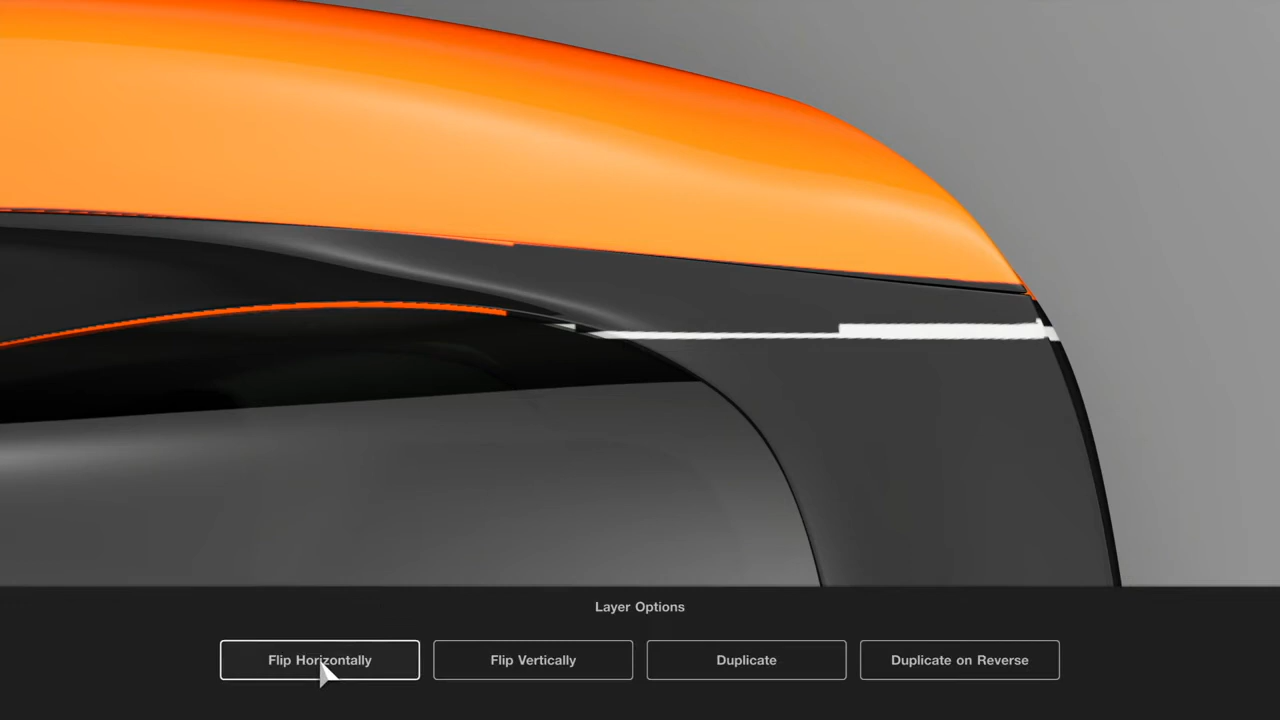 Layer Options
Flip Horizontally
Flip Vertically
Duplicate
Duplicate on Reverse